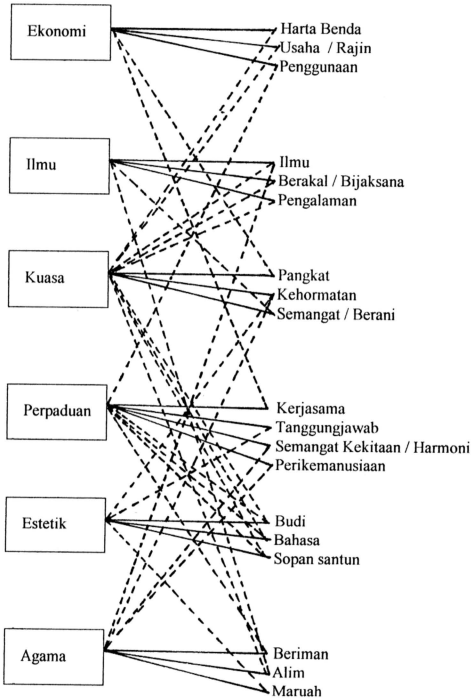 Ekonomi
Harta Benda
Usaha / Rajin
Penggunaan
Ilmu
Ilmu
Berakal / Bijaksana
Pengalaman
Kuasa
Pangkat
Kehormatan
Semangat / Berani
Perpaduan
Kerjasama
Tanggungjawab
Semangat Kekitaan / Harmoni
Perikemanusiaan
Estetik
Budi
Bahasa
Sopan santun
Agama
Beriman
Alim
Maruah